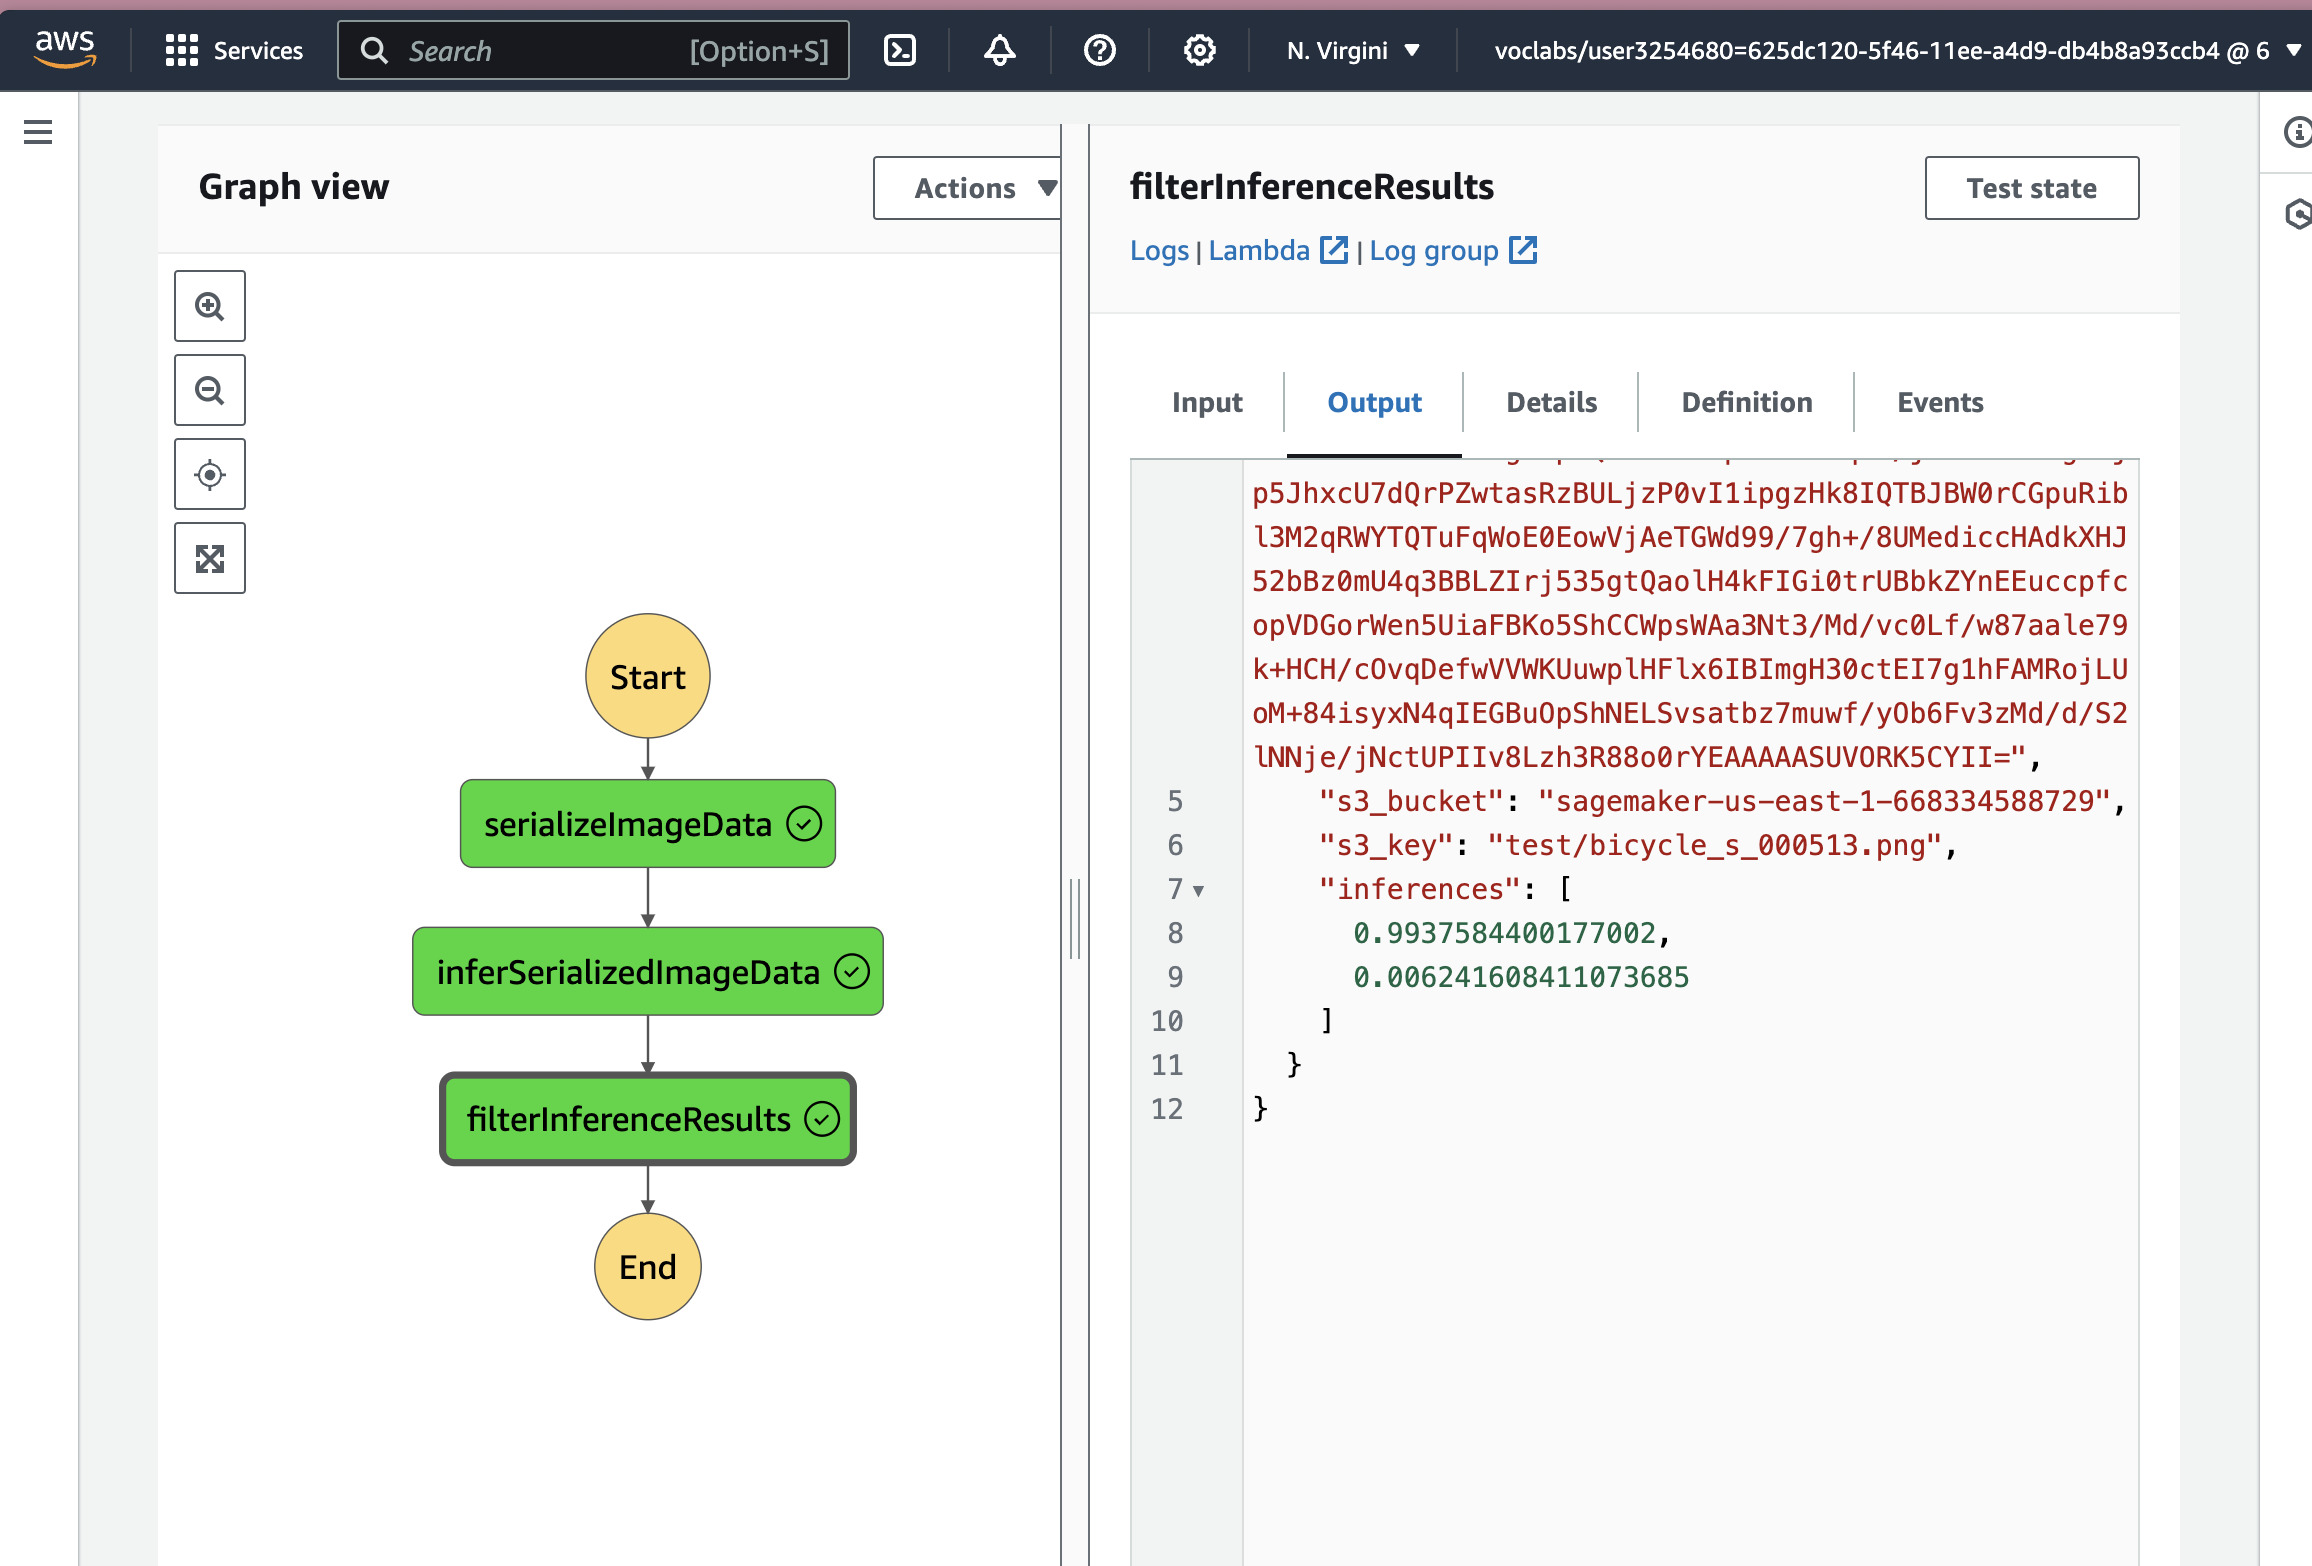 aws
Services
Search [Option+S]
N. Virgini
voclabs/user3254680=625dc120-5f46-11ee-a4d9-db4b8a93ccb4 @ 6
Graph view
Actions
Start
serializeImageData
inferSerializedImageData
filterInferenceResults
End
filterInferenceResults
Test state
Logs | Lambda | Log group
Input
Output
Details
Definition
Events
p5JhxcU7dQrPZwtasRzBULjzP0vI1ipgzHk8IQTBJBW0rCGpuRib
l3M2qRWYTQTuFqWoE0EowVjAeTGWd99/7gh+/8UMediccHAdkXHJ
52bBz0mU4q3BBLZIrj535gtQaolH4kFIGi0trUBbkZYnEEuccpfc
opVDGorWen5UiaFBKo5ShCCWpsWAa3Nt3/Md/vc0Lf/w87aale79
k+HCH/cOvqDefwVVWKUuwplHFlx6IBImgH30ctEI7g1hFAMRojLU
oM+84isyxN4qIEGBuOpShNELSvsatbz7muwf/yOb6Fv3zMd/d/S2
lNNje/jNctUPIIv8Lzh3R88o0rYEAAAAASUVORK5CYII=",
5 "s3_bucket": "sagemaker-us-east-1-668334588729",
6 "s3_key": "test/bicycle_s_000513.png",
7 "inferences": [
8 0.9937584400177002,
9 0.006241608411073685
10 ]
11 }
12 }